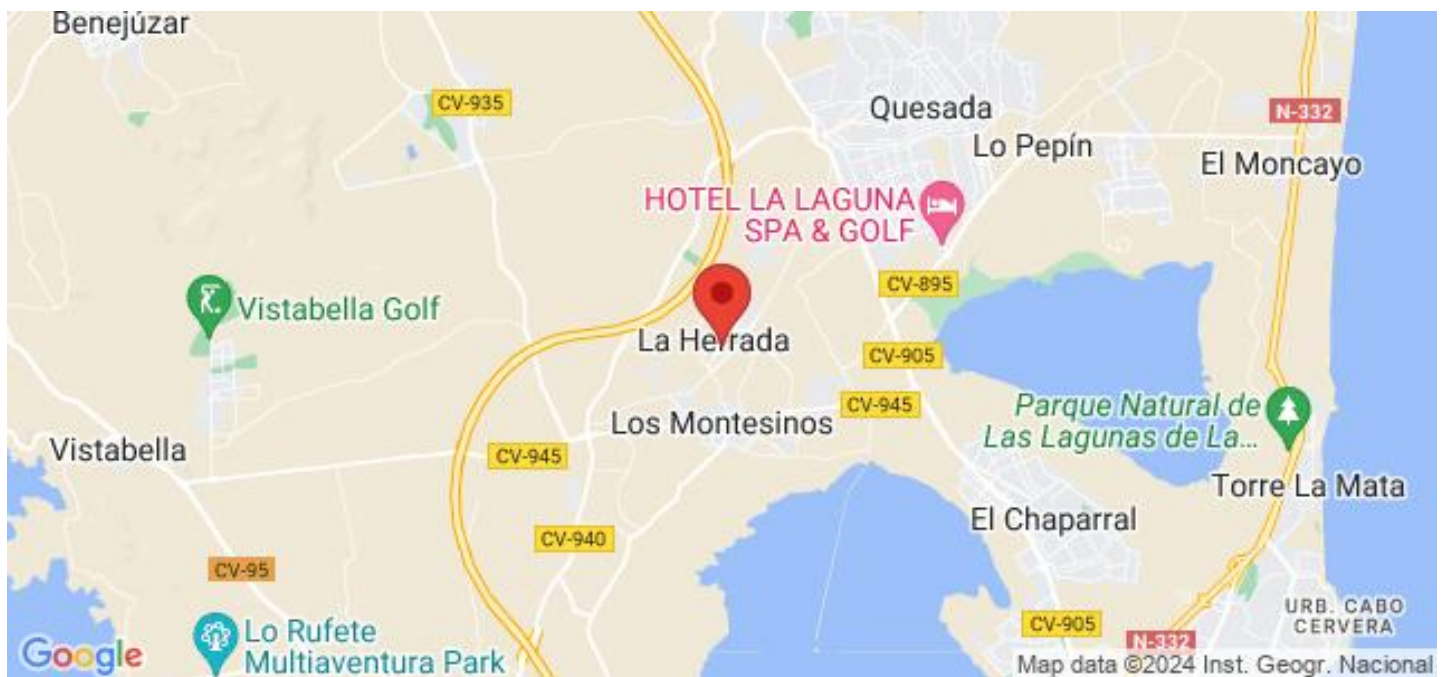 Benejúzar
CV-935
Quesada
N-332
Lo Pepín
El Moncayo
HOTEL LA LAGUNA
SPA & GOLF
CV-895
Vistabella Golf
La Herrada
CV-905
CV-945
Parque Natural de
Las Lagunas de La...
Los Montesinos
Vistabella
CV-945
Torre La Mata
El Chaparral
CV-940
CV-95
URB. CABO
CERVERA
CV-905
Lo Rufete
Multiaventura Park
N-332
Google
Map data ©2024 Inst. Geogr. Nacional